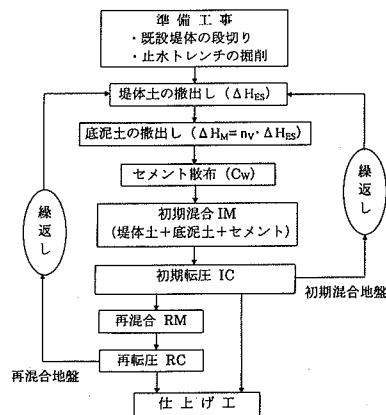 準備工事
・既設堤体の段切り
・止水トレンチの掘削
堤体土の撒出し（ΔH_ES）
底泥土の撒出し（ΔH_M＝n_V・ΔH_ES）
セメント散布（C_W）
初期混合 IM
（堤体土＋底泥土＋セメント）
初期転圧 IC
繰返し
繰返し
初期混合地盤
再混合 RM
再転圧 RC
再混合地盤
仕上げ工